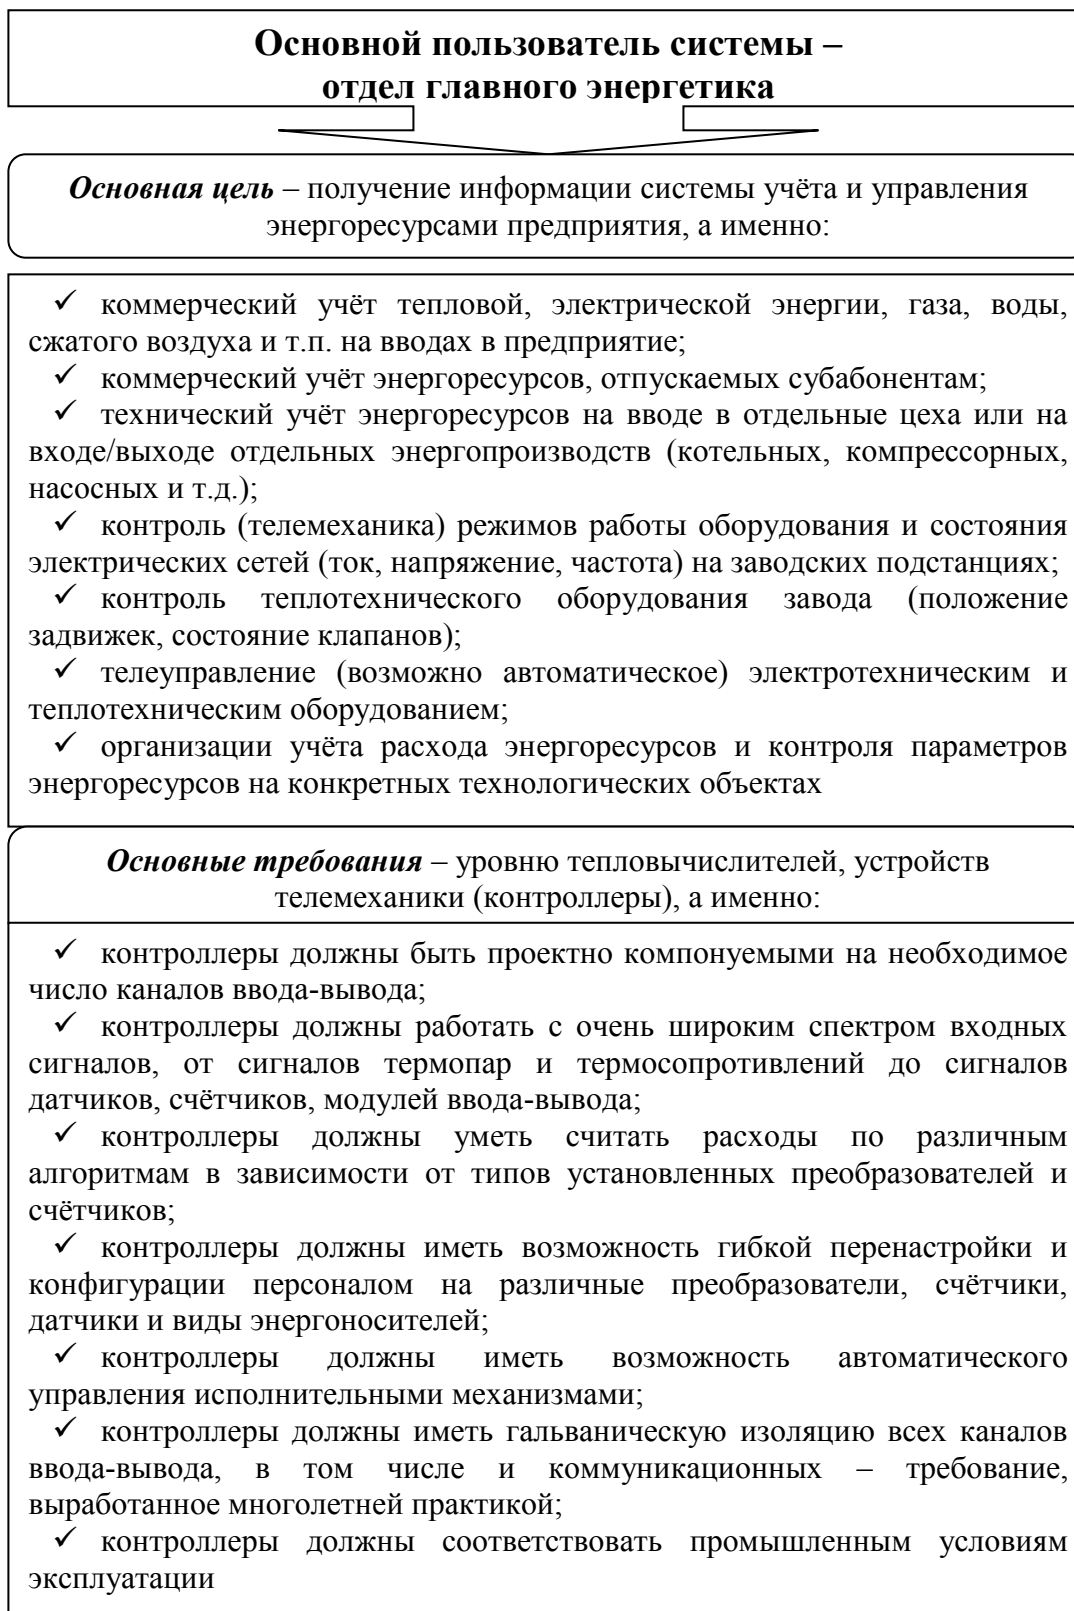 Основной пользователь системы –
отдел главного энергетика
Основная цель – получение информации системы учёта и управления
энергоресурсами предприятия, а именно:
✓ коммерческий учёт тепловой, электрической энергии, газа, воды,
сжатого воздуха и т.п. на вводах в предприятие;
✓ коммерческий учёт энергоресурсов, отпускаемых субабонентам;
✓ технический учёт энергоресурсов на вводе в отдельные цеха или на
входе/выходе отдельных энергопроизводств (котельных, компрессорных,
насосных и т.д.);
✓ контроль (телемеханика) режимов работы оборудования и состояния
электрических сетей (ток, напряжение, частота) на заводских подстанциях;
✓ контроль теплотехнического оборудования завода (положение
задвижек, состояние клапанов);
✓ телеуправление (возможно автоматическое) электротехническим и
теплотехническим оборудованием;
✓ организации учёта расхода энергоресурсов и контроля параметров
энергоресурсов на конкретных технологических объектах
Основные требования – уровню тепловычислителей, устройств
телемеханики (контроллеры), а именно:
✓ контроллеры должны быть проектно компонуемыми на необходимое
число каналов ввода-вывода;
✓ контроллеры должны работать с очень широким спектром входных
сигналов, от сигналов термопар и термосопротивлений до сигналов
датчиков, счётчиков, модулей ввода-вывода;
✓ контроллеры должны уметь считать расходы по различным
алгоритмам в зависимости от типов установленных преобразователей и
счётчиков;
✓ контроллеры должны иметь возможность гибкой перенастройки и
конфигурации персоналом на различные преобразователи, счётчики,
датчики и виды энергоносителей;
✓ контроллеры должны иметь возможность автоматического
управления исполнительными механизмами;
✓ контроллеры должны иметь гальваническую изоляцию всех каналов
ввода-вывода, в том числе и коммуникационных – требование,
выработанное многолетней практикой;
✓ контроллеры должны соответствовать промышленным условиям
эксплуатации